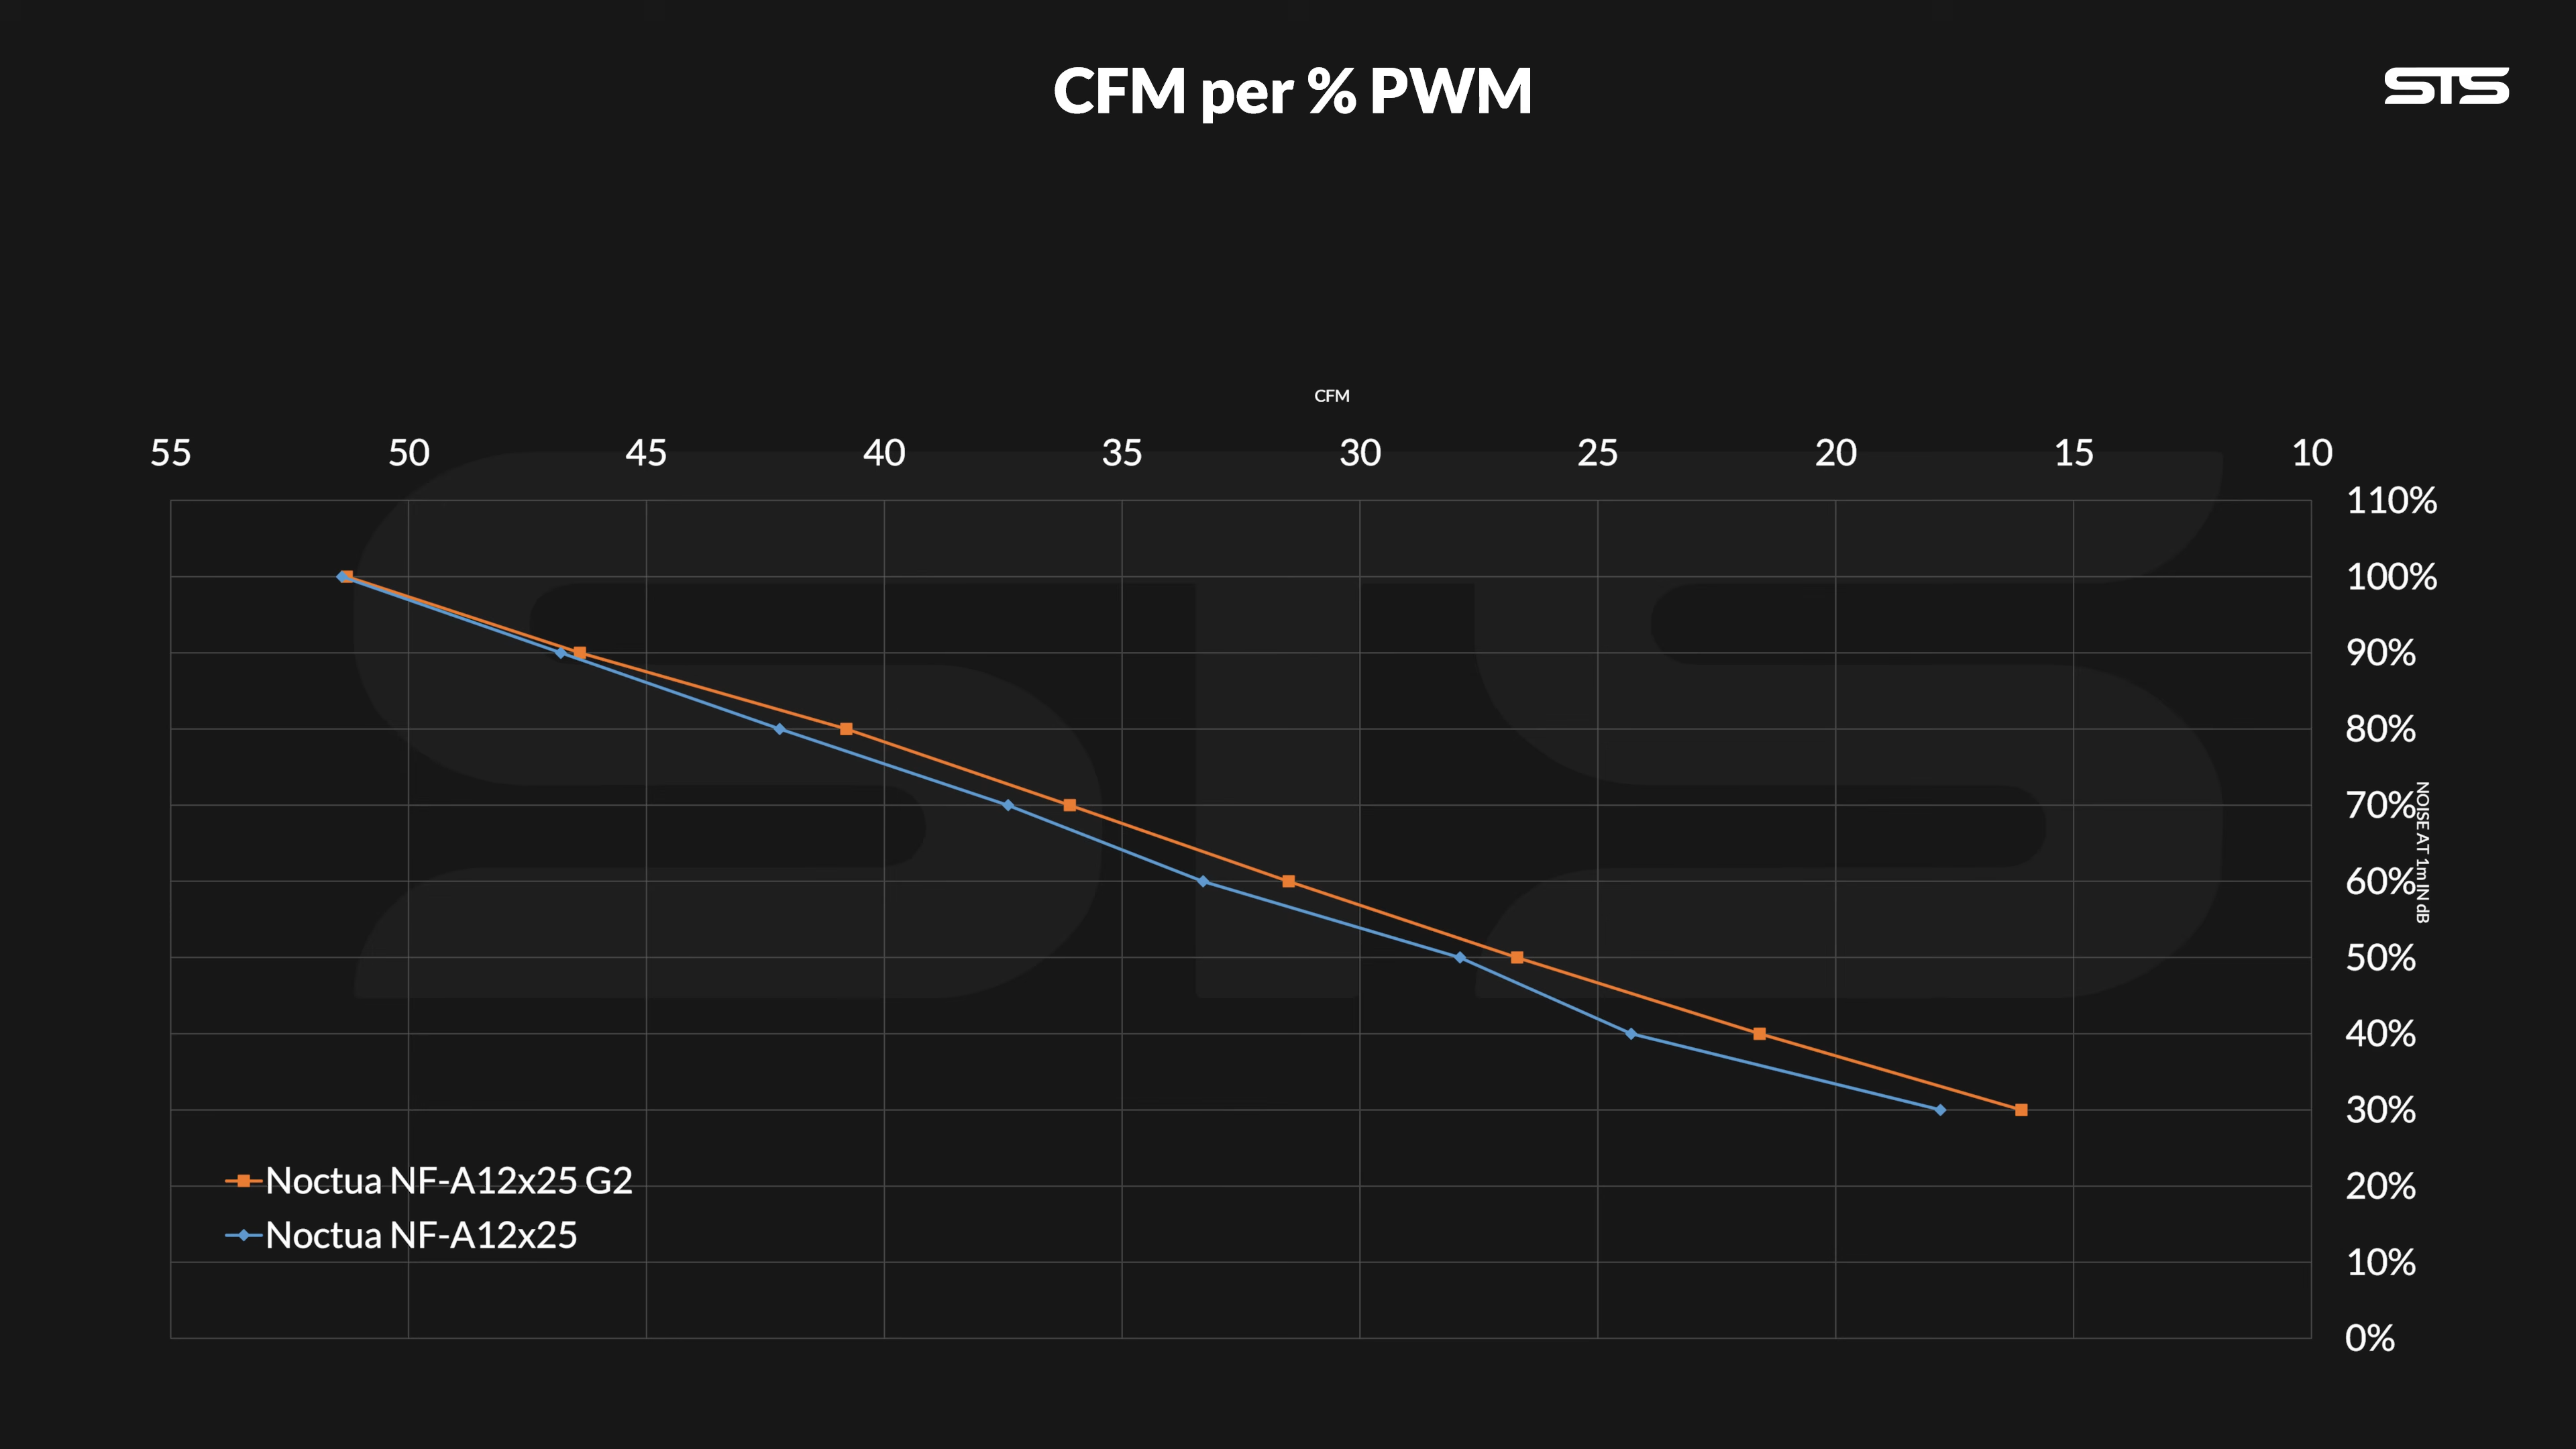 CFM per % PWM
STS
CFM
55 50 45 40 35 30 25 20 15 10
110%
100%
90%
80%
70%
60%
50%
40%
30%
20%
10%
0%
NOISE AT 1m IN dB
Noctua NF-A12x25 G2
Noctua NF-A12x25